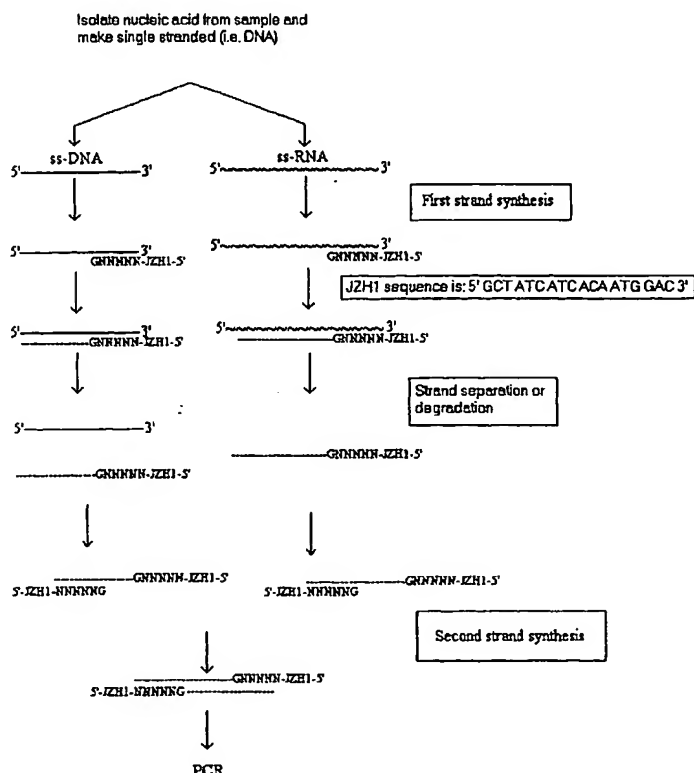 Isolate nucleic acid from sample and
make single stranded (i.e. DNA)
ss-DNA
ss-RNA
5' 3'
5' 3'
First strand synthesis
5' 3'
GNNNNN-JZH1-5'
5' 3'
GNNNNN-JZH1-5'
JZH1 sequence is: 5' GCT ATC ATC ACA ATG GAC 3'
5' 3'
GNNNNN-JZH1-5'
5' 3'
GNNNNN-JZH1-5'
Strand separation or
degradation
5' 3'
GNNNNN-JZH1-5'
GNNNNN-JZH1-5'
GNNNNN-JZH1-5'
5'-JZH1-NNNNNG
GNNNNN-JZH1-5'
5'-JZH1-NNNNNG
Second strand synthesis
GNNNNN-JZH1-5'
5'-JZH1-NNNNNG
PCR